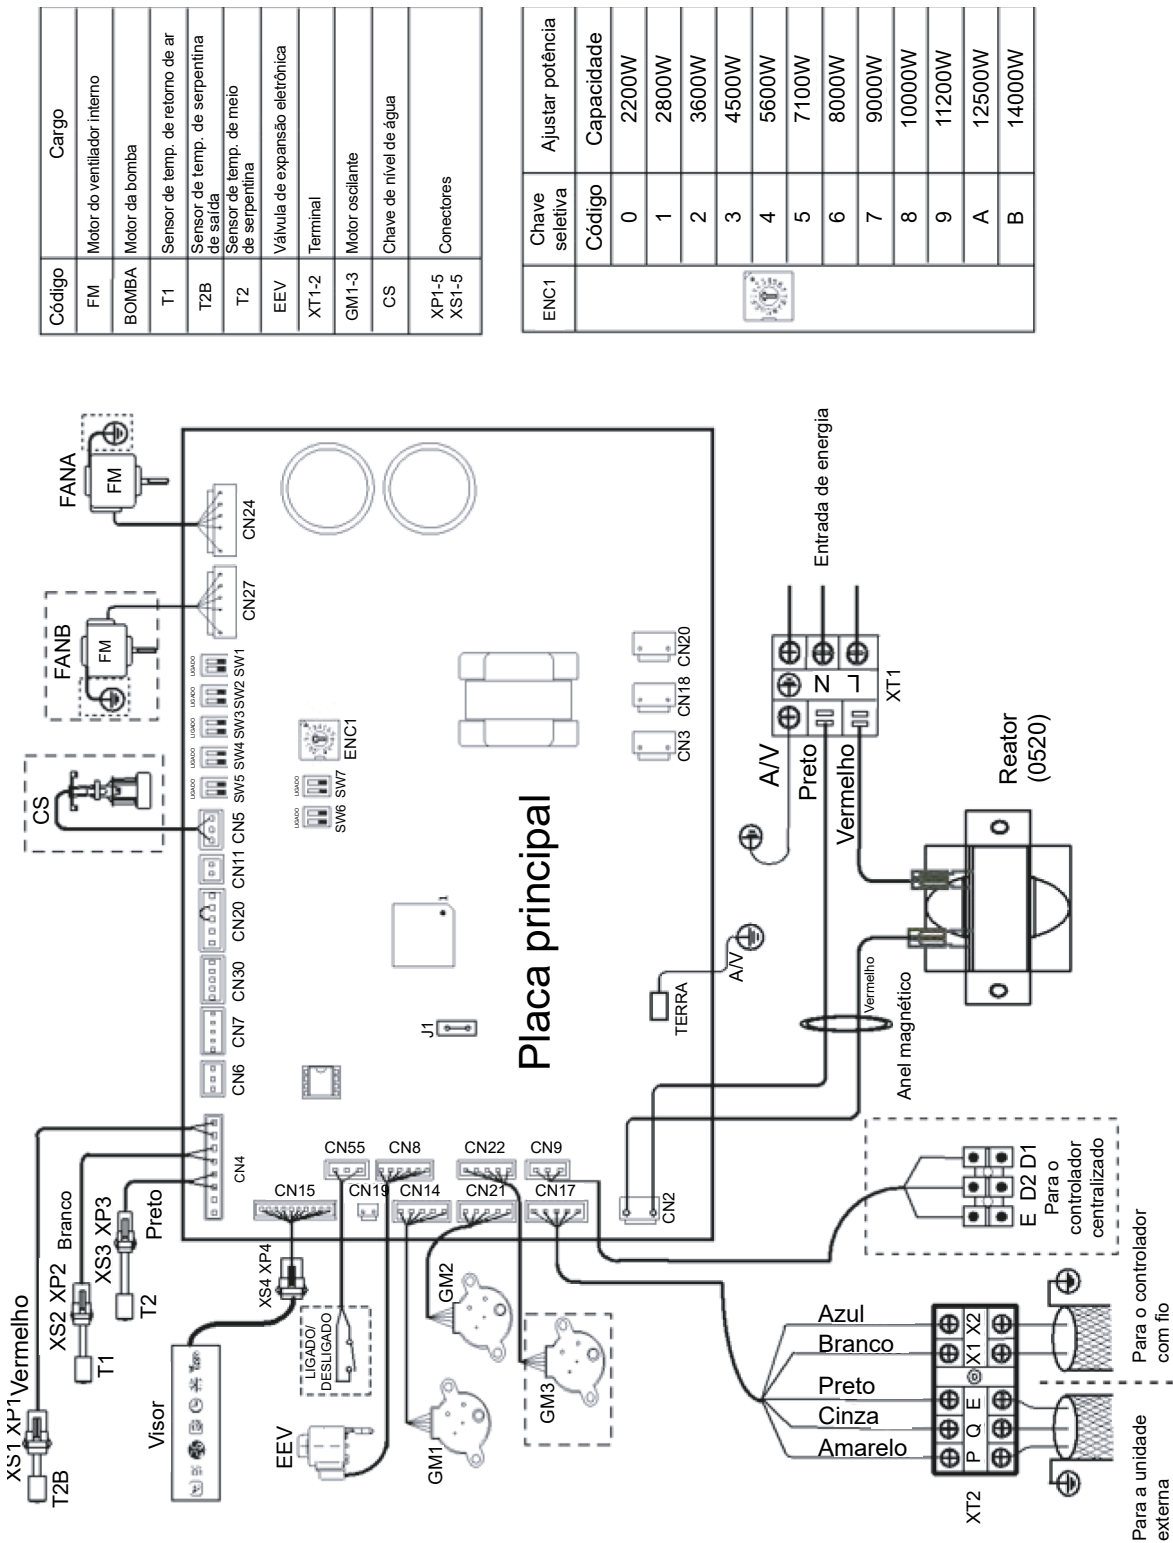 Código Cargo
FM Motor do ventilador interno
BOMBA Motor da bomba
T1 Sensor de temp. de retorno de ar
T2B Sensor de temp. de serpentina
de saída
T2 Sensor de temp. de meio
de serpentina
EEV Válvula de expansão eletrônica
XT1-2 Terminal
GM1-3 Motor oscilante
CS Chave de nível de água
XP1-5
XS1-5
Conectores
ENC1
Chave
seletiva
Ajustar potência
Código Capacidade
0 2200W
1 2800W
2 3600W
3 4500W
4 5600W
5 7100W
6 8000W
7 9000W
8 10000W
9 11200W
A 12500W
B 14000W
XS1 XP1 Vermelho
T2B
XS2 XP2 Branco
T1
XS3 XP3
Preto
T2
CS
FANB
FM
FANA
FM
CN4
CN6
CN7
CN30
CN20
CN11
CN5
SW5
SW4
SW3
SW2
SW1
LIGADO
LIGADO
LIGADO
LIGADO
LIGADO
CN27
CN24
Visor
XS4 XP4
CN15
CN55
CN19
CN8
CN14
CN22
CN21
CN9
CN17
CN2
LIGADO
LIGADO
SW6
SW7
ENC1
1
J1
Placa principal
CN3
CN18
CN20
TERRA
A/V
LIGADO/
DESLIGADO
EEV
GM1
GM2
GM3
A/V
Preto
Vermelho
N
L
XT1
Entrada de energia
Vermelho
Anel magnético
Reator
(0520)
E D2 D1
Para o
controlador
centralizado
Azul
Branco
Preto
Cinza
Amarelo
P Q E X1 X2
XT2
Para a unidade
externa
Para o controlador
com fio